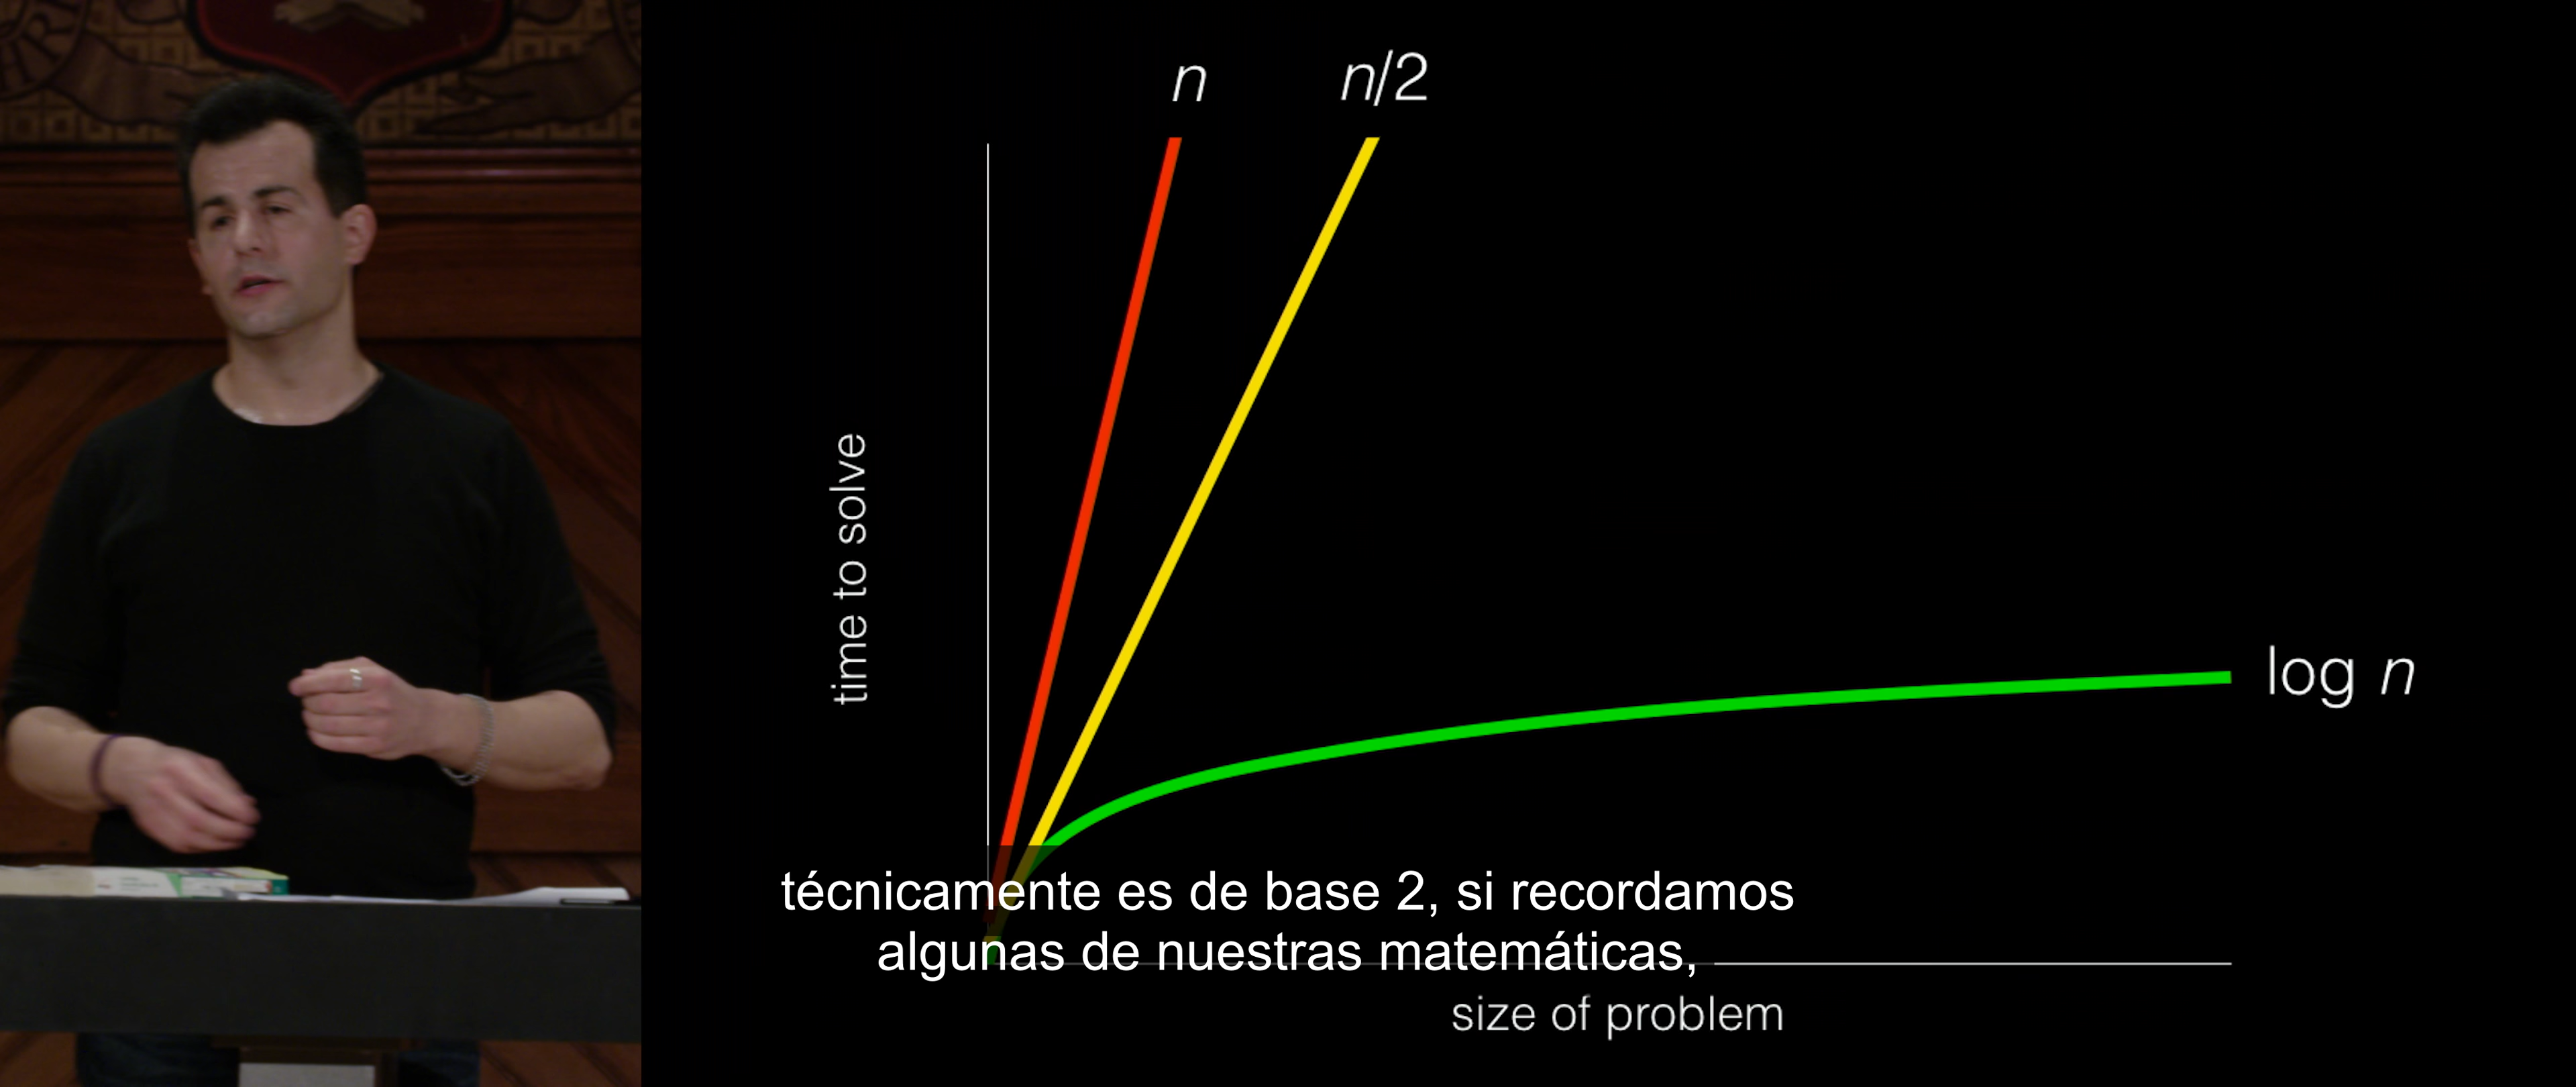 n
n/2
time to solve
log n
técnicamente es de base 2, si recordamos
algunas de nuestras matemáticas,
size of problem